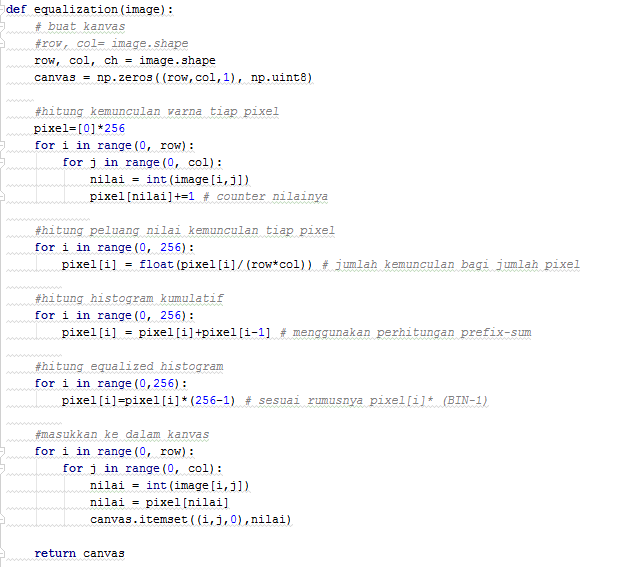 def equalization(image):
    # buat kanvas
    #row, col= image.shape
    row, col, ch = image.shape
    canvas = np.zeros((row,col,1), np.uint8)

    #hitung kemunculan warna tiap pixel
    pixel=[0]*256
    for i in range(0, row):
        for j in range(0, col):
            nilai = int(image[i,j])
            pixel[nilai]+=1 # counter nilainya

    #hitung peluang nilai kemunculan tiap pixel
    for i in range(0, 256):
        pixel[i] = float(pixel[i]/(row*col)) # jumlah kemunculan bagi jumlah pixel

    #hitung histogram kumulatif
    for i in range(0, 256):
        pixel[i] = pixel[i]+pixel[i-1] # menggunakan perhitungan prefix-sum

    #hitung equalized histogram
    for i in range(0,256):
        pixel[i]=pixel[i]*(256-1) # sesuai rumusnya pixel[i]* (BIN-1)

    #masukkan ke dalam kanvas
    for i in range(0, row):
        for j in range(0, col):
            nilai = int(image[i,j])
            nilai = pixel[nilai]
            canvas.itemset((i,j,0),nilai)

    return canvas